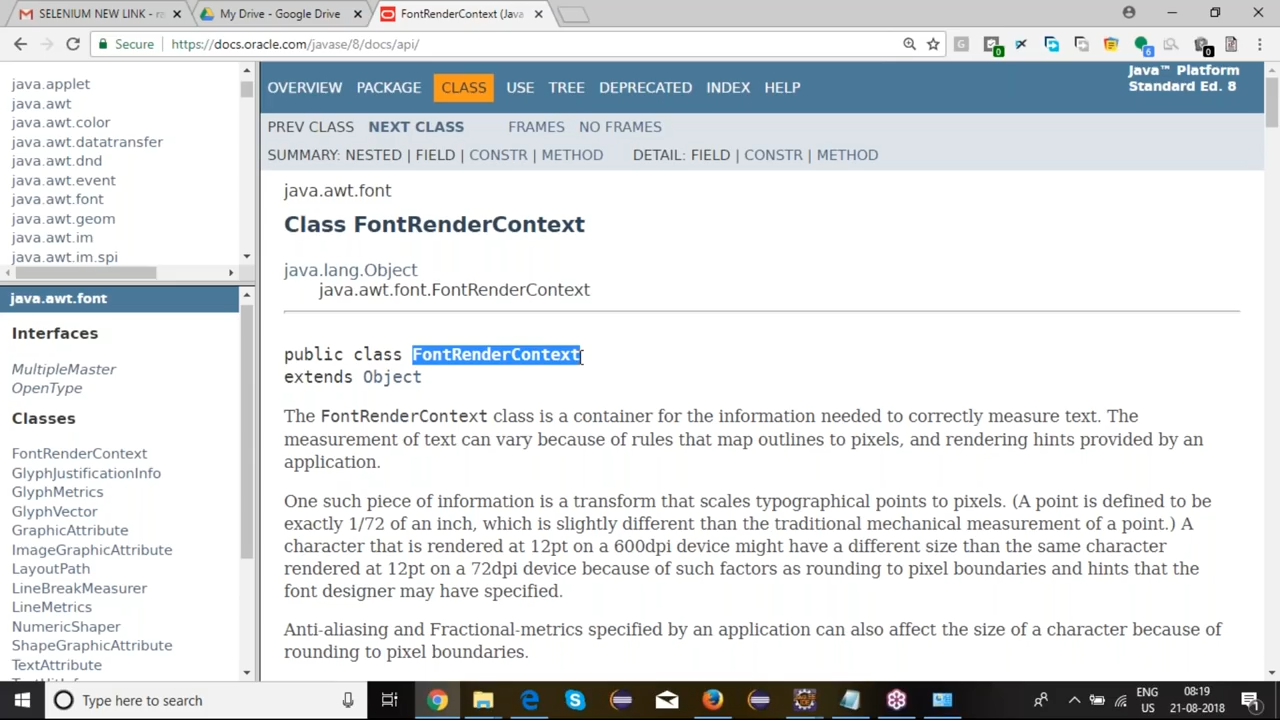 SELENIUM NEW LINK - ra
My Drive - Google Drive
FontRenderContext (Java
Secure
https://docs.oracle.com/javase/8/docs/api/
java.applet
java.awt
java.awt.color
java.awt.datatransfer
java.awt.dnd
java.awt.event
java.awt.font
java.awt.geom
java.awt.im
java.awt.im.spi
java.awt.font
Interfaces
MultipleMaster
OpenType
Classes
FontRenderContext
GlyphJustificationInfo
GlyphMetrics
GlyphVector
GraphicAttribute
ImageGraphicAttribute
LayoutPath
LineBreakMeasurer
LineMetrics
NumericShaper
ShapeGraphicAttribute
TextAttribute
OVERVIEW PACKAGE CLASS USE TREE DEPRECATED INDEX HELP
Java™ Platform
Standard Ed. 8
PREV CLASS NEXT CLASS FRAMES NO FRAMES
SUMMARY: NESTED | FIELD | CONSTR | METHOD DETAIL: FIELD | CONSTR | METHOD
java.awt.font
Class FontRenderContext
java.lang.Object
java.awt.font.FontRenderContext
public class FontRenderContext
extends Object
The FontRenderContext class is a container for the information needed to correctly measure text. The
measurement of text can vary because of rules that map outlines to pixels, and rendering hints provided by an
application.
One such piece of information is a transform that scales typographical points to pixels. (A point is defined to be
exactly 1/72 of an inch, which is slightly different than the traditional mechanical measurement of a point.) A
character that is rendered at 12pt on a 600dpi device might have a different size than the same character
rendered at 12pt on a 72dpi device because of such factors as rounding to pixel boundaries and hints that the
font designer may have specified.
Anti-aliasing and Fractional-metrics specified by an application can also affect the size of a character because of
rounding to pixel boundaries.
Type here to search
ENG
US
08:19
21-08-2018